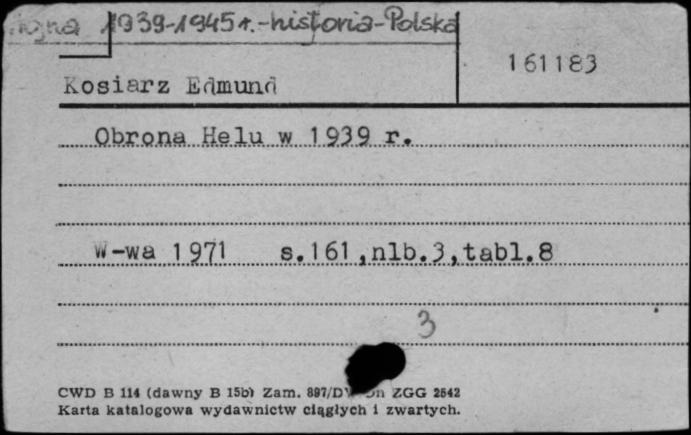 1939-1945 r.-historia-Polska
161183
Kosiarz Edmund
Obrona Helu w 1939 r.
W-wa 1971 s.161,nlb.3,tabl.8
3
CWD B 114 (dawny B 15b) Zam. 897/D ZGG 2542
Karta katalogowa wydawnictw ciągłych i zwartych.